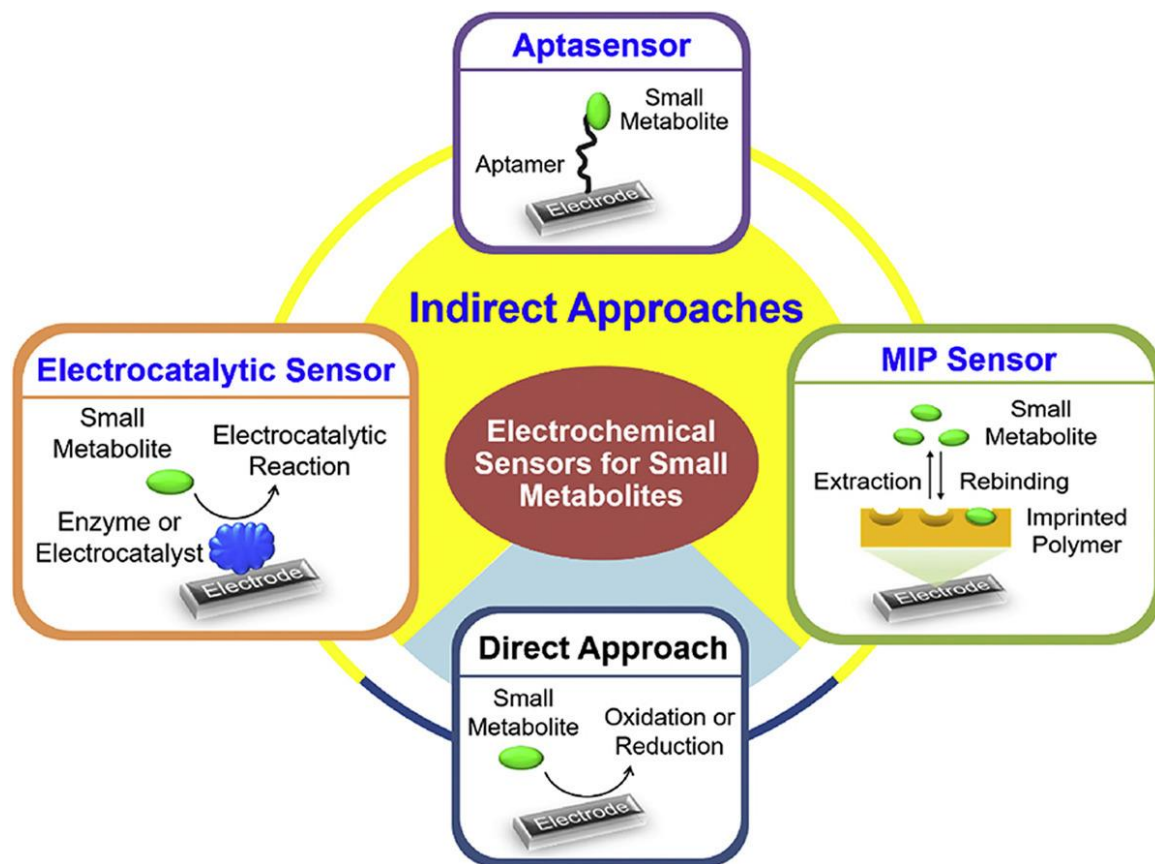 Aptasensor
Small
Metabolite
Aptamer
Electrode
Indirect Approaches
Electrocatalytic Sensor
Small
Metabolite
Electrocatalytic
Reaction
Enzyme or
Electrocatalyst
Electrode
Electrochemical
Sensors for Small
Metabolites
MIP Sensor
Small
Metabolite
Extraction
Rebinding
Imprinted
Polymer
Electrode
Direct Approach
Small
Metabolite
Oxidation or
Reduction
Electrode